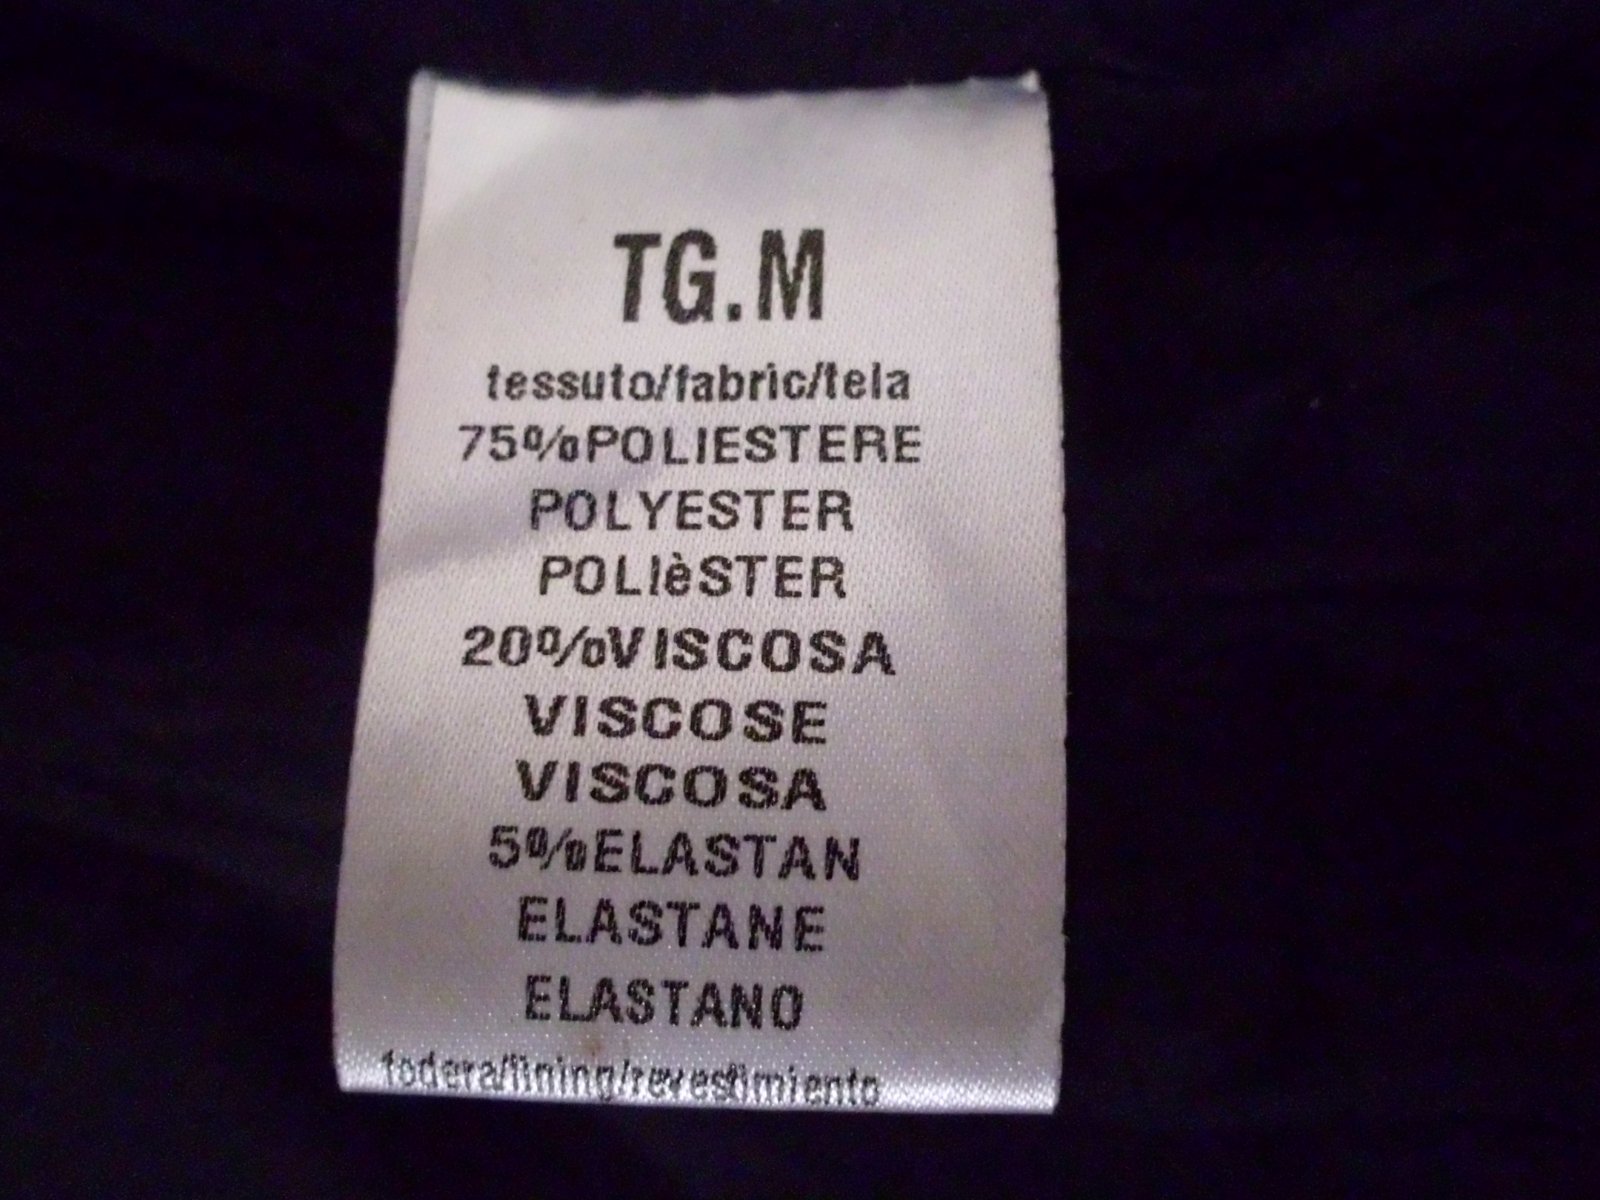 TG.M
tessuto/fabric/tela
75%POLIESTERE
POLYESTER
POLIèSTER
20%VISCOSA
VISCOSE
VISCOSA
5%ELASTAN
ELASTANE
ELASTANO
fodera/lining/revestimiento